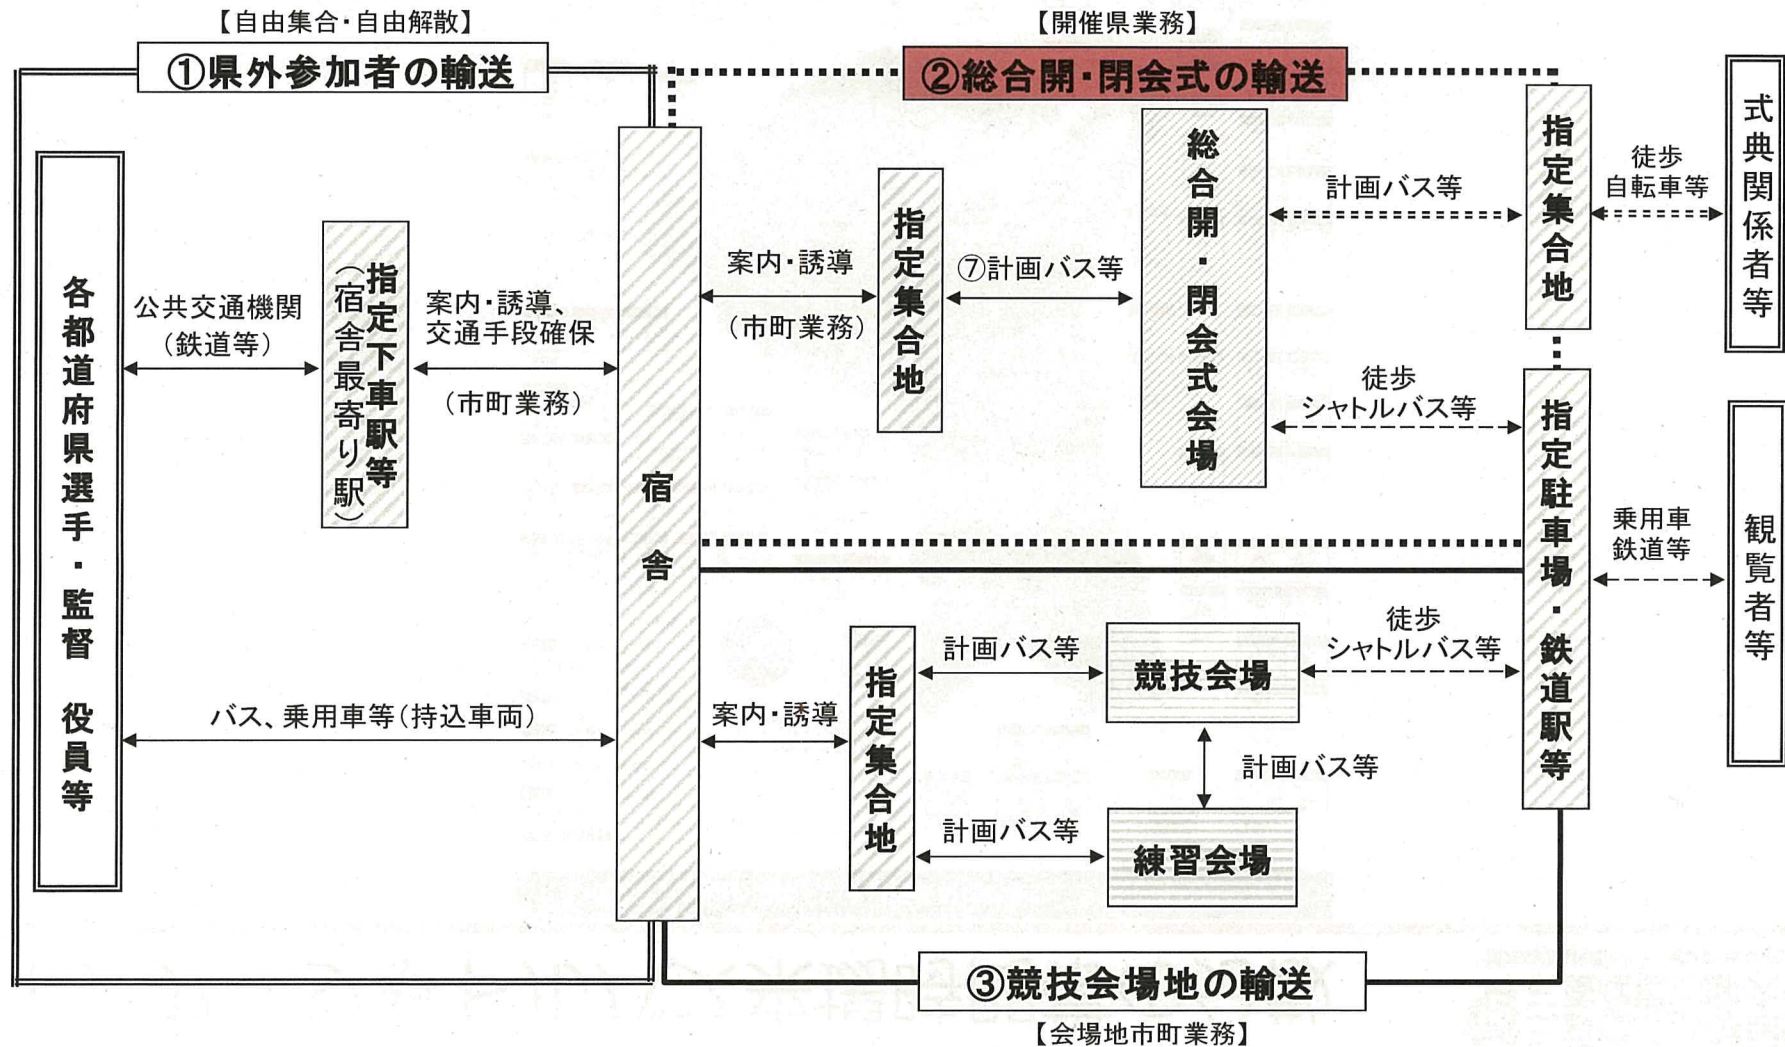 【自由集合・自由解散】
①県外参加者の輸送
各都道府県選手・監督　役員等
公共交通機関
(鉄道等)
指定下車駅等
(宿舎最寄り駅)
案内・誘導、
交通手段確保
(市町業務)
バス、乗用車等(持込車両)
宿舎
【開催県業務】
②総合開・閉会式の輸送
案内・誘導
(市町業務)
指定集合地
⑦計画バス等
総合開・閉会式会場
計画バス等
指定集合地
徒歩
自転車等
式典関係者等
徒歩
シャトルバス等
指定駐車場・鉄道駅等
乗用車
鉄道等
観覧者等
案内・誘導
指定集合地
計画バス等
競技会場
徒歩
シャトルバス等
計画バス等
計画バス等
練習会場
③競技会場地の輸送
【会場地市町業務】